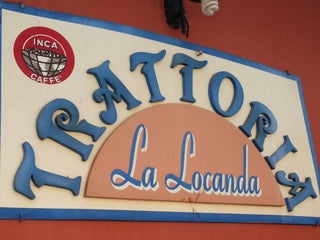 INCA
CAFFE'
TRATTORIA
La Locanda